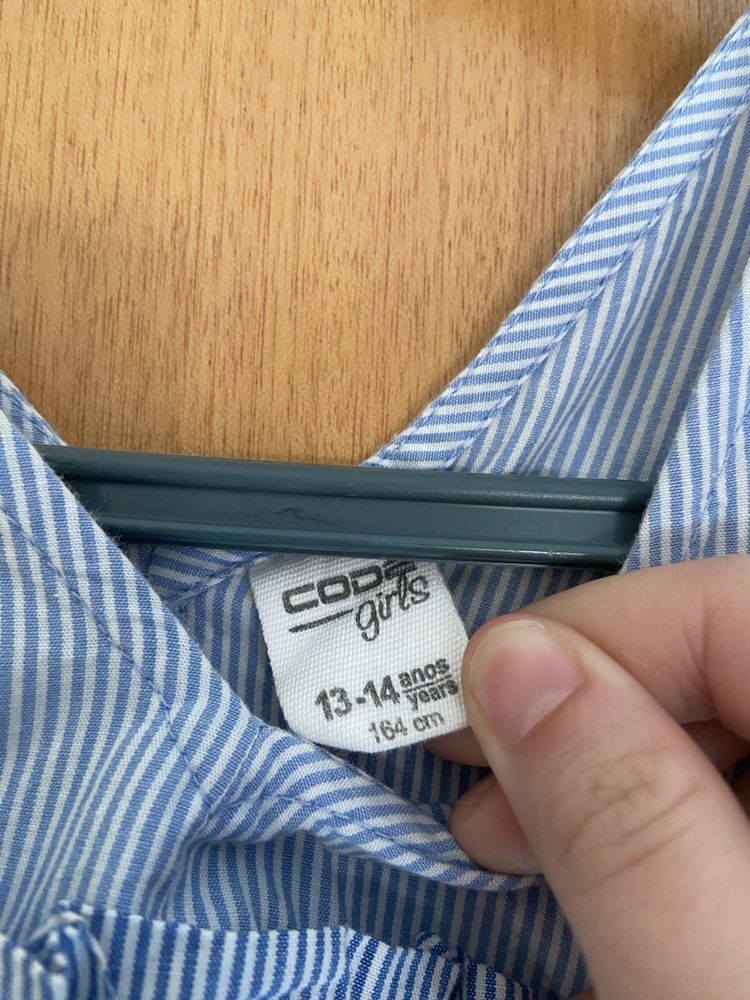 CODE
girls
13-14 anos
years
164 cm